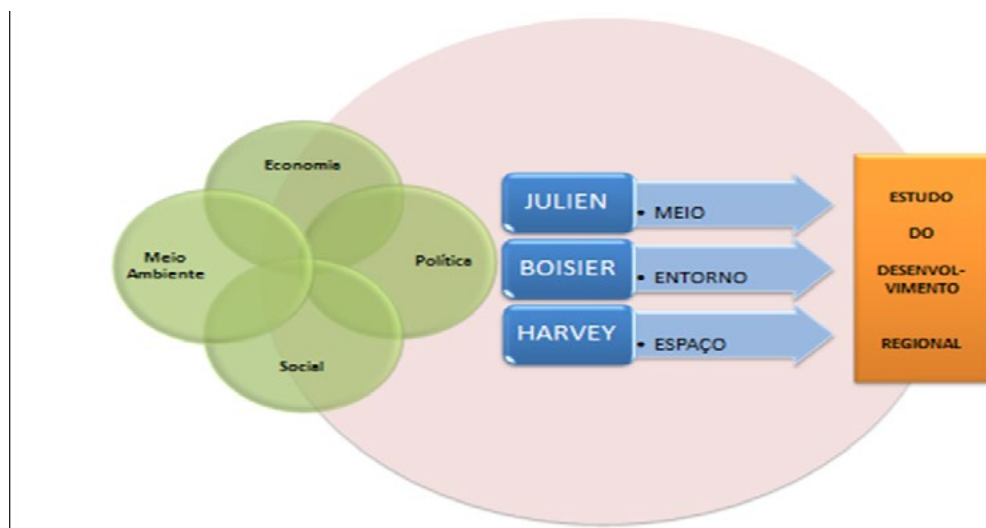 Economia
Meio
Ambiente
Política
Social
JULIEN
• MEIO
BOISIER
• ENTORNO
HARVEY
• ESPAÇO
ESTUDO
DO
DESENVOL-
VIMENTO
REGIONAL